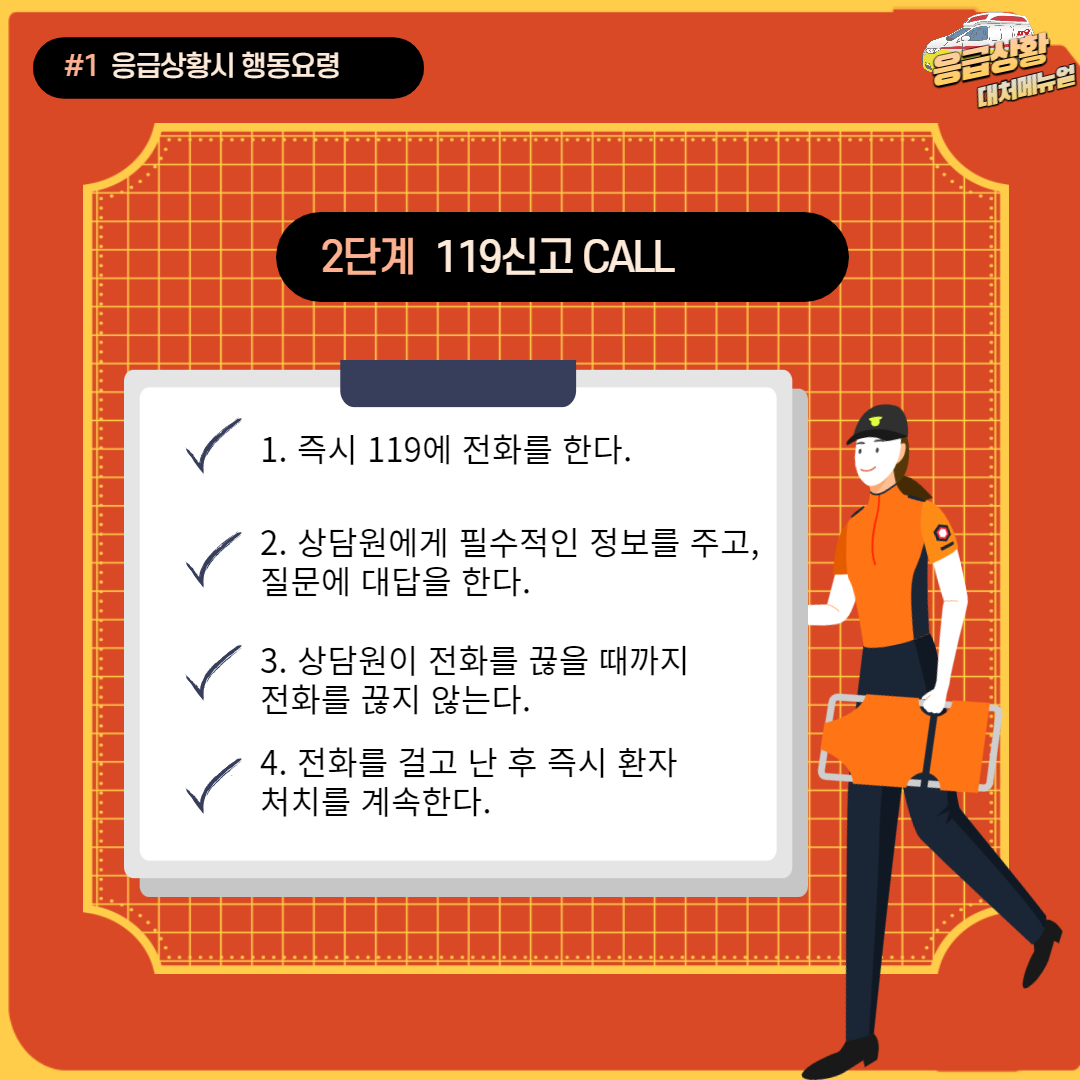 #1 응급상황시 행동요령
응급상황
대처메뉴얼
2단계 119신고 CALL
1. 즉시 119에 전화를 한다.
2. 상담원에게 필수적인 정보를 주고,
질문에 대답을 한다.
3. 상담원이 전화를 끊을 때까지
전화를 끊지 않는다.
4. 전화를 걸고 난 후 즉시 환자
처치를 계속한다.